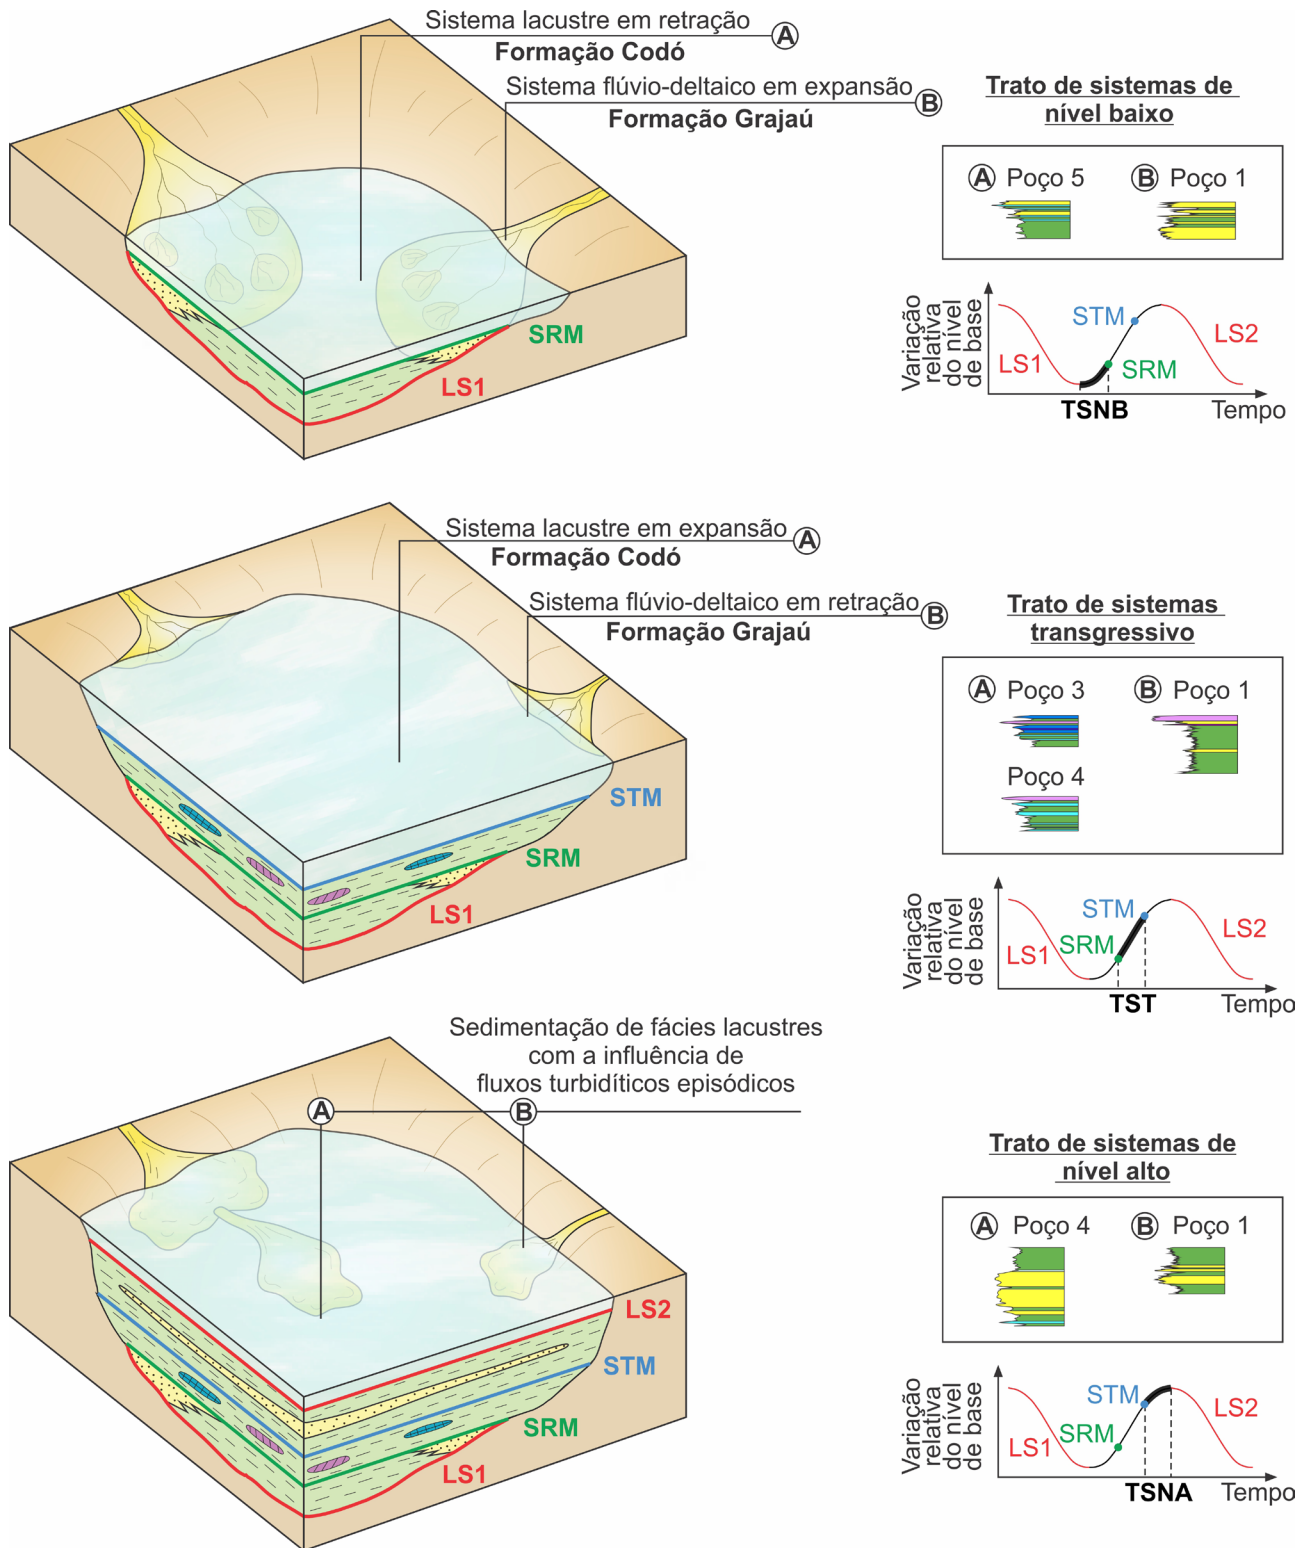 Sistema lacustre em retração
A
Formação Codó
Sistema flúvio-deltaico em expansão
B
Formação Grajaú
SRM
LS1
Trato de sistemas de
nível baixo
A Poço 5
B Poço 1
Variação
relativa
do nível
de base
LS1
STM
SRM
LS2
TSNB
Tempo
Sistema lacustre em expansão
A
Formação Codó
Sistema flúvio-deltaico em retração
B
Formação Grajaú
STM
SRM
LS1
Trato de sistemas
transgressivo
A Poço 3
B Poço 1
Poço 4
Variação
relativa
do nível
de base
LS1
STM
SRM
LS2
TST
Tempo
Sedimentação de fácies lacustres
com a influência de
fluxos turbidíticos episódicos
A
B
LS2
STM
SRM
LS1
Trato de sistemas de
nível alto
A Poço 4
B Poço 1
Variação
relativa
do nível
de base
LS1
STM
SRM
LS2
TSNA
Tempo